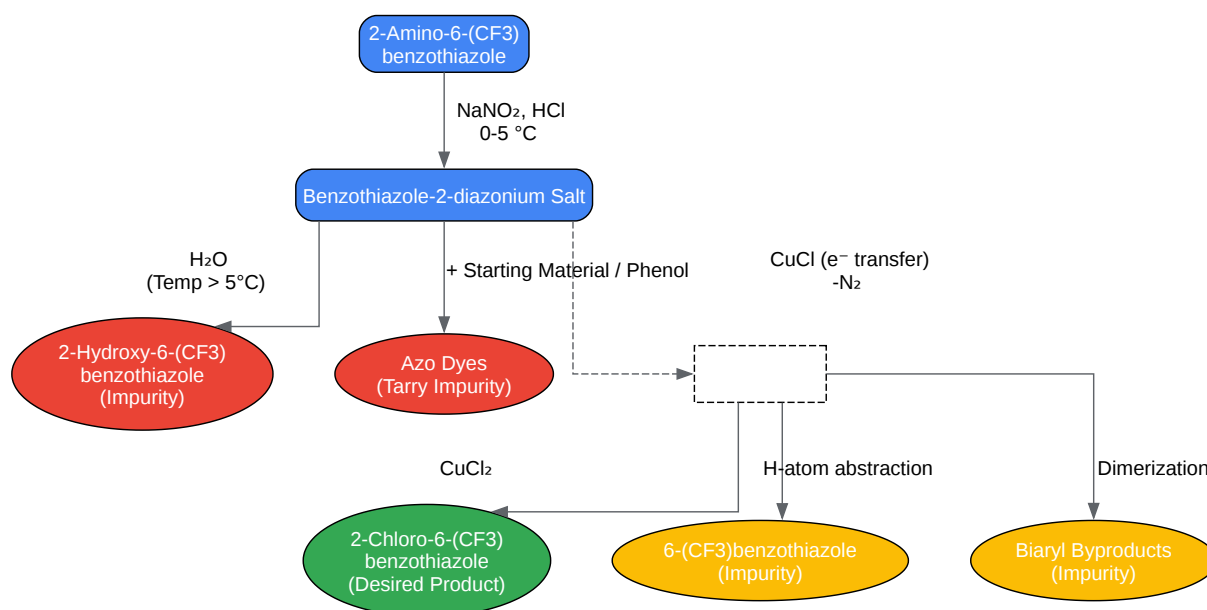 2-Amino-6-(CF3)
benzothiazole
NaNO₂, HCl
0-5 °C
Benzothiazole-2-diazonium Salt
H₂O
(Temp > 5°C)
+ Starting Material / Phenol
CuCl (e⁻ transfer)
-N₂
2-Hydroxy-6-(CF3)
benzothiazole
(Impurity)
Azo Dyes
(Tarry Impurity)
CuCl₂
H-atom abstraction
Dimerization
2-Chloro-6-(CF3)
benzothiazole
(Desired Product)
6-(CF3)benzothiazole
(Impurity)
Biaryl Byproducts
(Impurity)